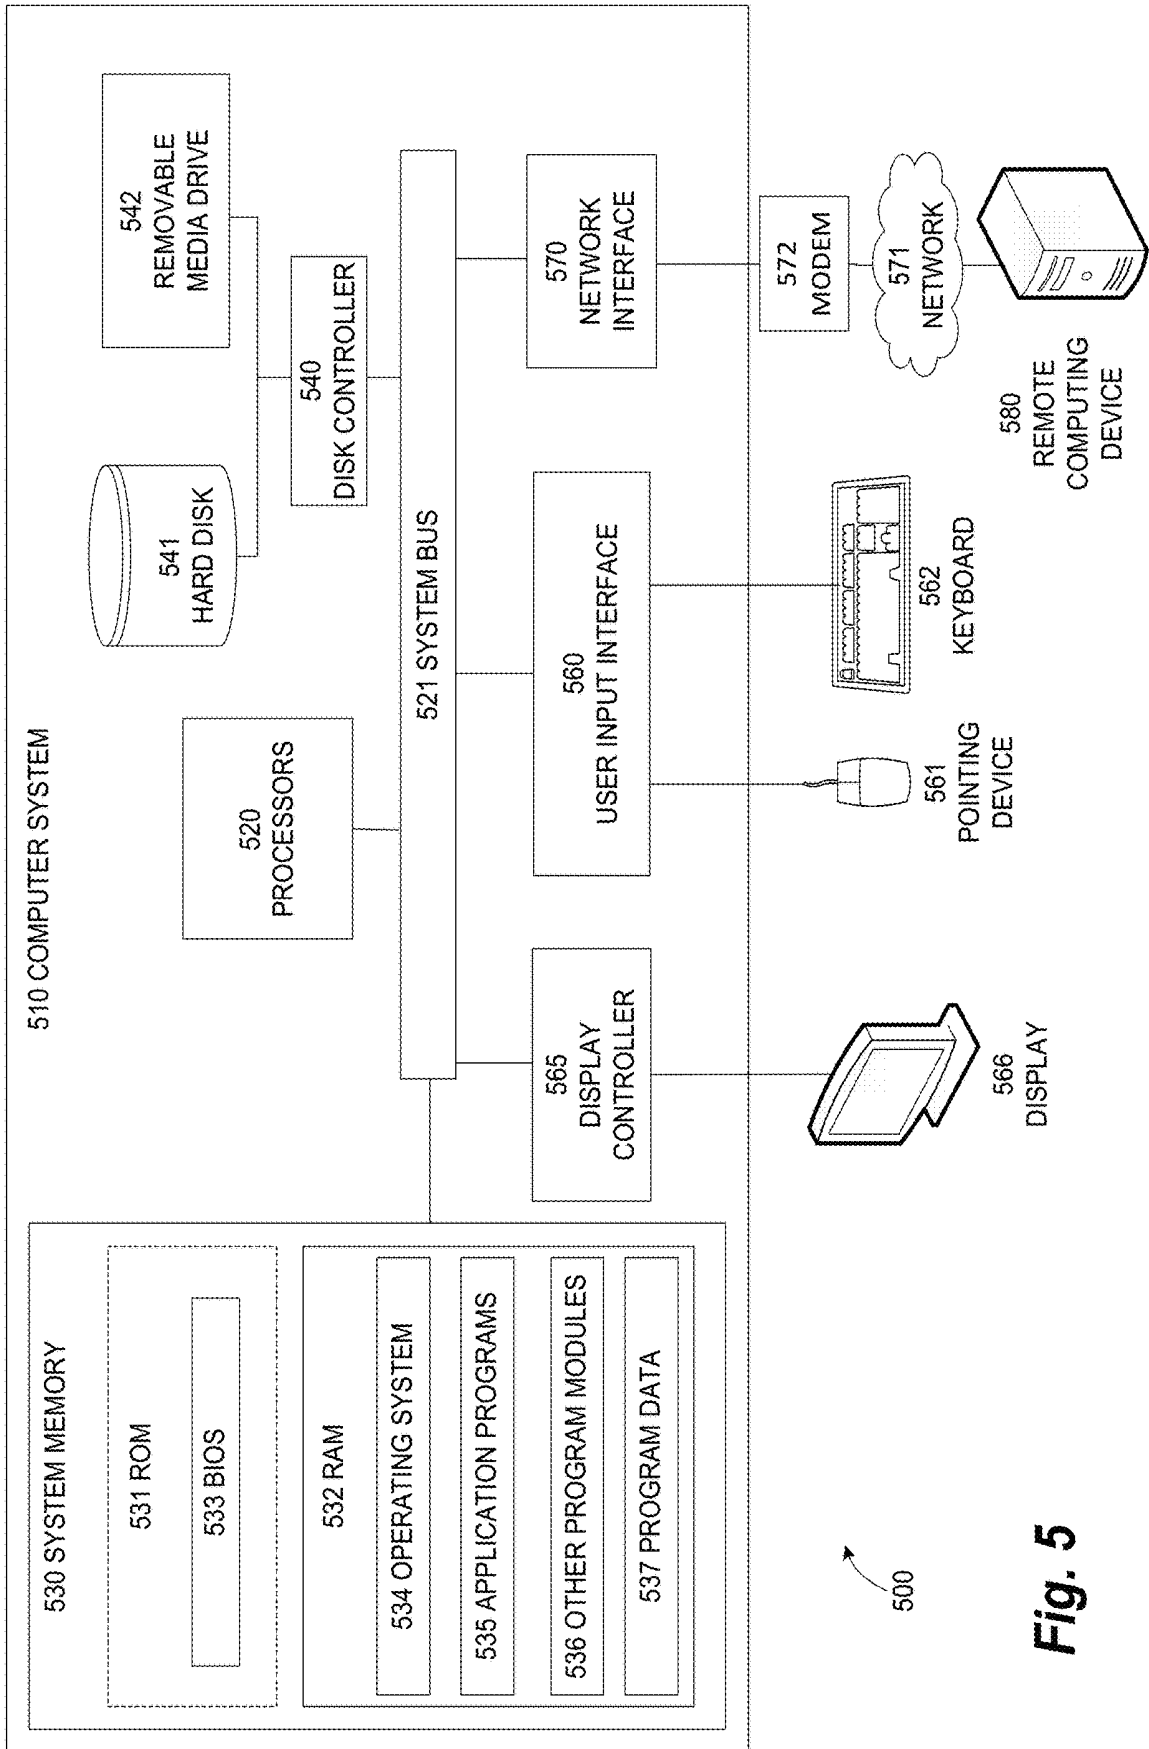 510 COMPUTER SYSTEM
530 SYSTEM MEMORY
531 ROM
533 BIOS
532 RAM
534 OPERATING SYSTEM
535 APPLICATION PROGRAMS
536 OTHER PROGRAM MODULES
537 PROGRAM DATA
520
PROCESSORS
541
HARD DISK
542
REMOVABLE
MEDIA DRIVE
540
DISK CONTROLLER
521 SYSTEM BUS
565
DISPLAY
CONTROLLER
560
USER INPUT INTERFACE
570
NETWORK
INTERFACE
572
MODEM
571
NETWORK
566
DISPLAY
561
POINTING
DEVICE
562
KEYBOARD
580
REMOTE
COMPUTING
DEVICE
500
Fig. 5